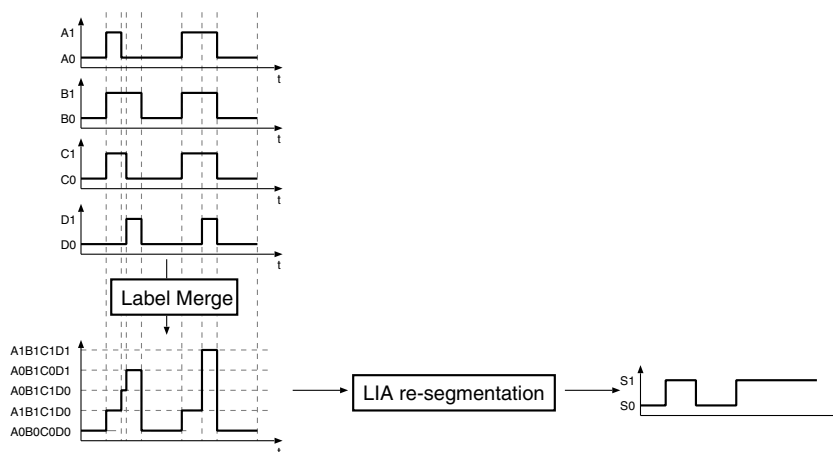 A1
A0
t
B1
B0
t
C1
C0
t
D1
D0
t
Label Merge
A1B1C1D1
A0B1C0D1
A0B1C1D0
A1B1C1D0
A0B0C0D0
t
LIA re-segmentation
S1
S0